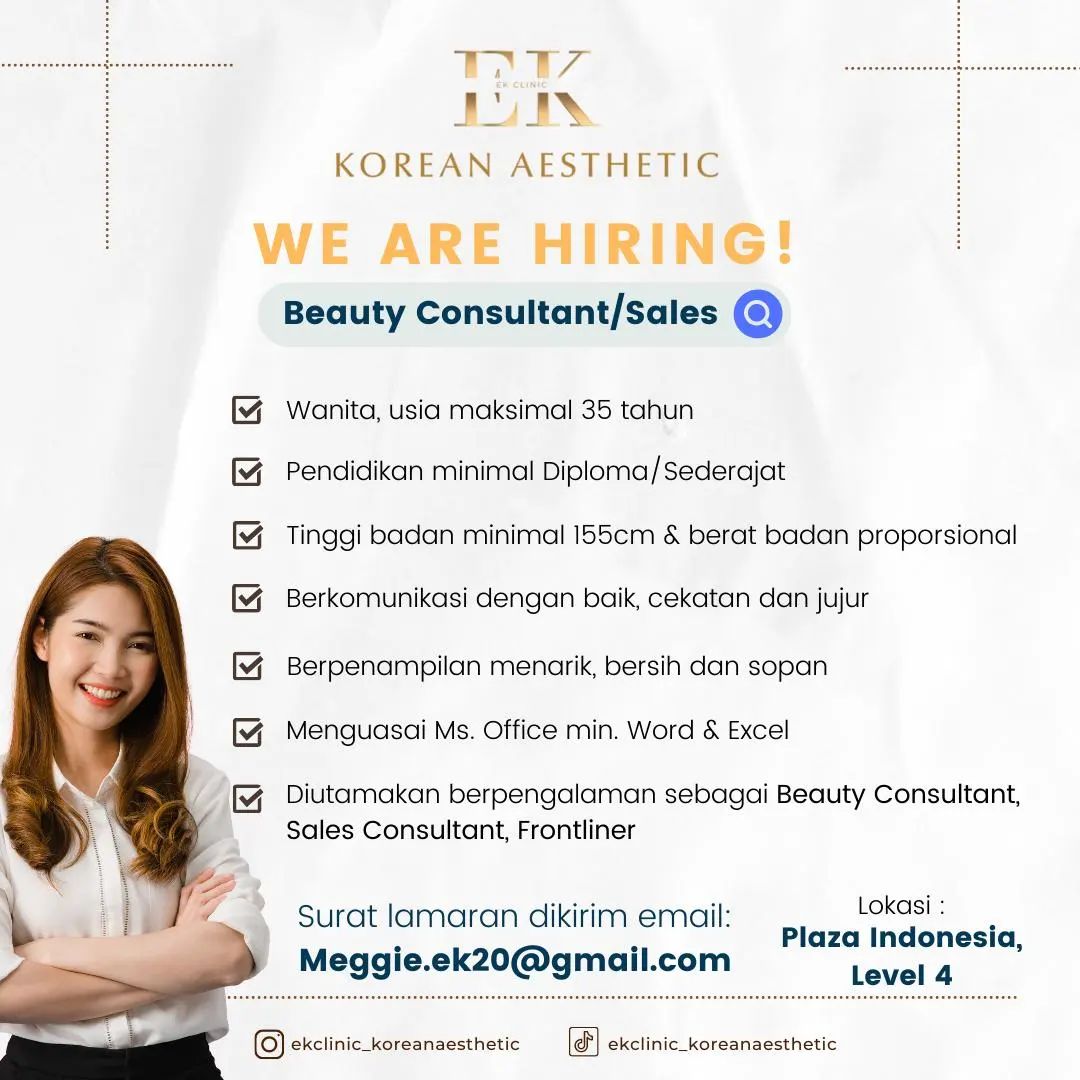 EK
EK CLINIC
KOREAN AESTHETIC
WE ARE HIRING!
Beauty Consultant/Sales
Wanita, usia maksimal 35 tahun
Pendidikan minimal Diploma/Sederajat
Tinggi badan minimal 155cm & berat badan proporsional
Berkomunikasi dengan baik, cekatan dan jujur
Berpenampilan menarik, bersih dan sopan
Menguasai Ms. Office min. Word & Excel
Diutamakan berpengalaman sebagai Beauty Consultant,
Sales Consultant, Frontliner
Surat lamaran dikirim email:
Meggie.ek20@gmail.com
Lokasi :
Plaza Indonesia,
Level 4
ekclinic_koreanaesthetic
ekclinic_koreanaesthetic